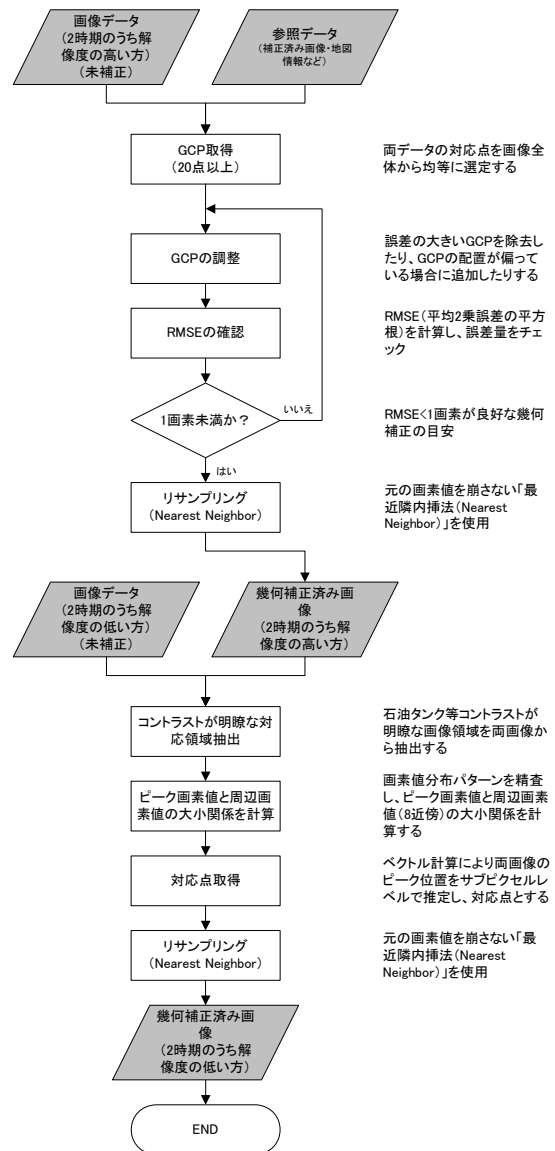 画像データ
(2時期のうち解
像度の高い方)
(未補正)
参照データ
(補正済み画像・地図
情報など)
GCP取得
(20点以上)
両データの対応点を画像全
体から均等に選定する
GCPの調整
誤差の大きいGCPを除去し
たり、GCPの配置が偏って
いる場合に追加したりする
RMSEの確認
RMSE(平均2乗誤差の平方
根)を計算し、誤差量をチェ
ック
1画素未満か?
いいえ
RMSE<1画素が良好な幾何
補正の目安
はい
リサンプリング
(Nearest Neighbor)
元の画素値を崩さない「最
近隣内挿法(Nearest
Neighbor)」を使用
画像データ
(2時期のうち解
像度の低い方)
(未補正)
幾何補正済み画
像
(2時期のうち解
像度の高い方)
コントラストが明瞭な対
応領域抽出
石油タンク等コントラストが
明瞭な画像領域を両画像か
ら抽出する
ピーク画素値と周辺画
素値の大小関係を計算
画素値分布パターンを精査
し、ピーク画素値と周辺画素
値(8近傍)の大小関係を計
算する
対応点取得
ベクトル計算により両画像の
ピーク位置をサブピクセルレ
ベルで推定し、対応点とする
リサンプリング
(Nearest Neighbor)
元の画素値を崩さない「最
近隣内挿法(Nearest
Neighbor)」を使用
幾何補正済み画
像
(2時期のうち解
像度の低い方)
END